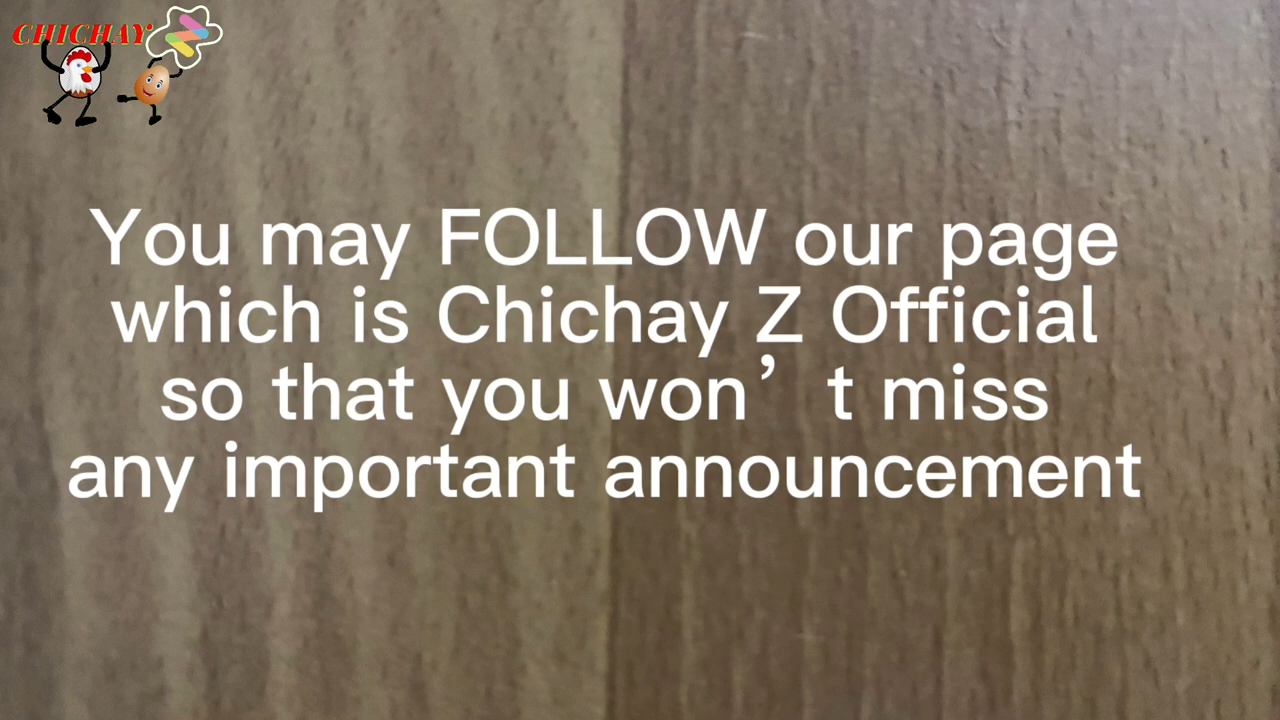 CHICHAY
You may FOLLOW our page
which is Chichay Z Official
so that you won’t miss
any important announcement